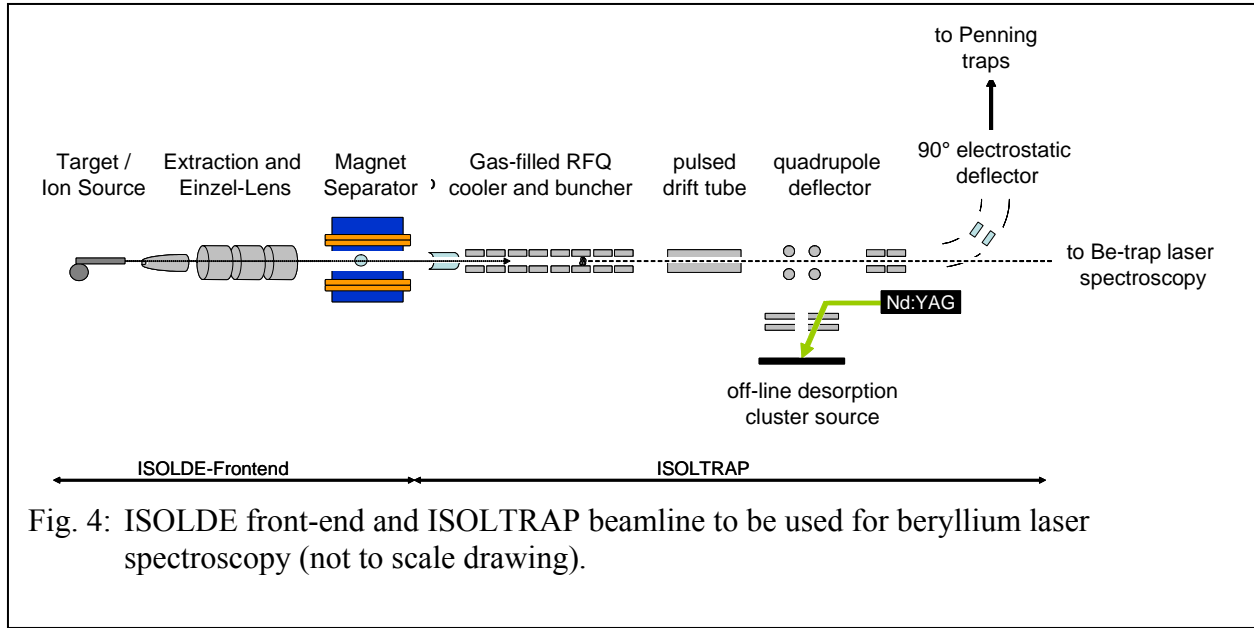 to Penning
traps
Target /
Ion Source
Extraction and
Einzel-Lens
Magnet
Separator
Gas-filled RFQ
cooler and buncher
pulsed
drift tube
quadrupole
deflector
90° electrostatic
deflector
to Be-trap laser
spectroscopy
Nd:YAG
off-line desorption
cluster source
ISOLDE-Frontend
ISOLTRAP
Fig. 4: ISOLDE front-end and ISOLTRAP beamline to be used for beryllium laser
spectroscopy (not to scale drawing).